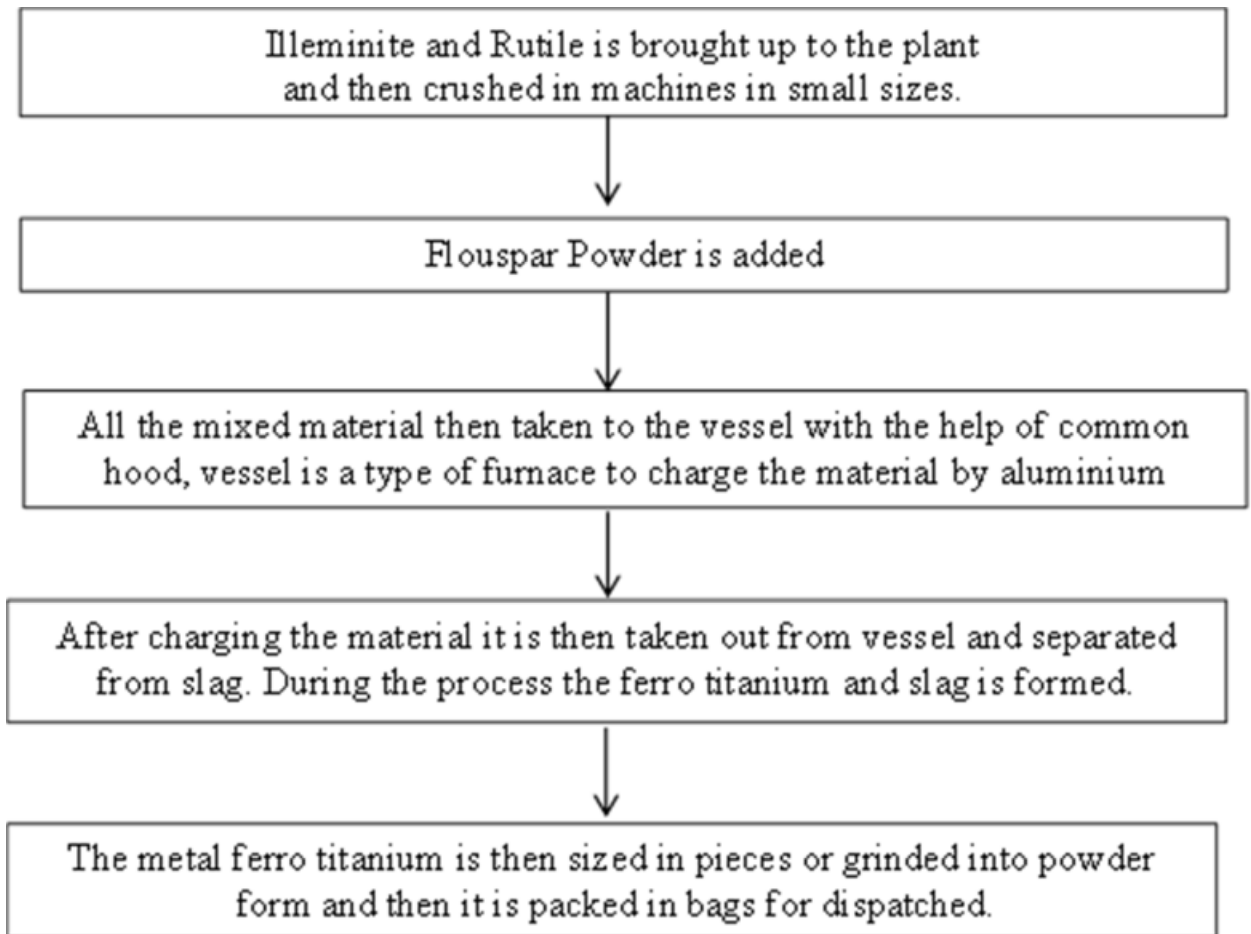 Illeminite and Rutile is brought up to the plant
and then crushed in machines in small sizes.
Flouspar Powder is added
All the mixed material then taken to the vessel with the help of common
hood, vessel is a type of furnace to charge the material by aluminium
After charging the material it is then taken out from vessel and separated
from slag. During the process the ferro titanium and slag is formed.
The metal ferro titanium is then sized in pieces or grinded into powder
form and then it is packed in bags for dispatched.